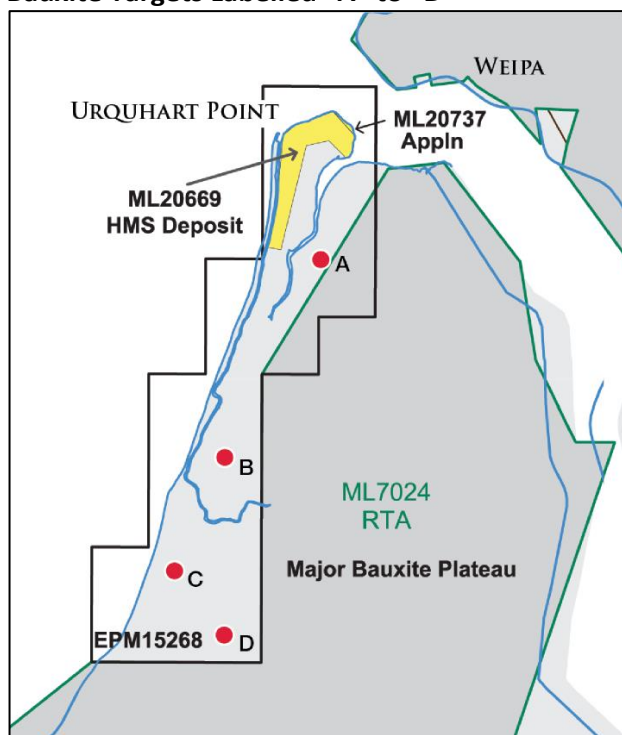 Bauxite Targets Labelled "A" to "D"
WEIPA
URQUHART POINT
ML20737
Appln
ML20669
HMS Deposit
A
B
ML7024
RTA
Major Bauxite Plateau
C
EPM15268
D